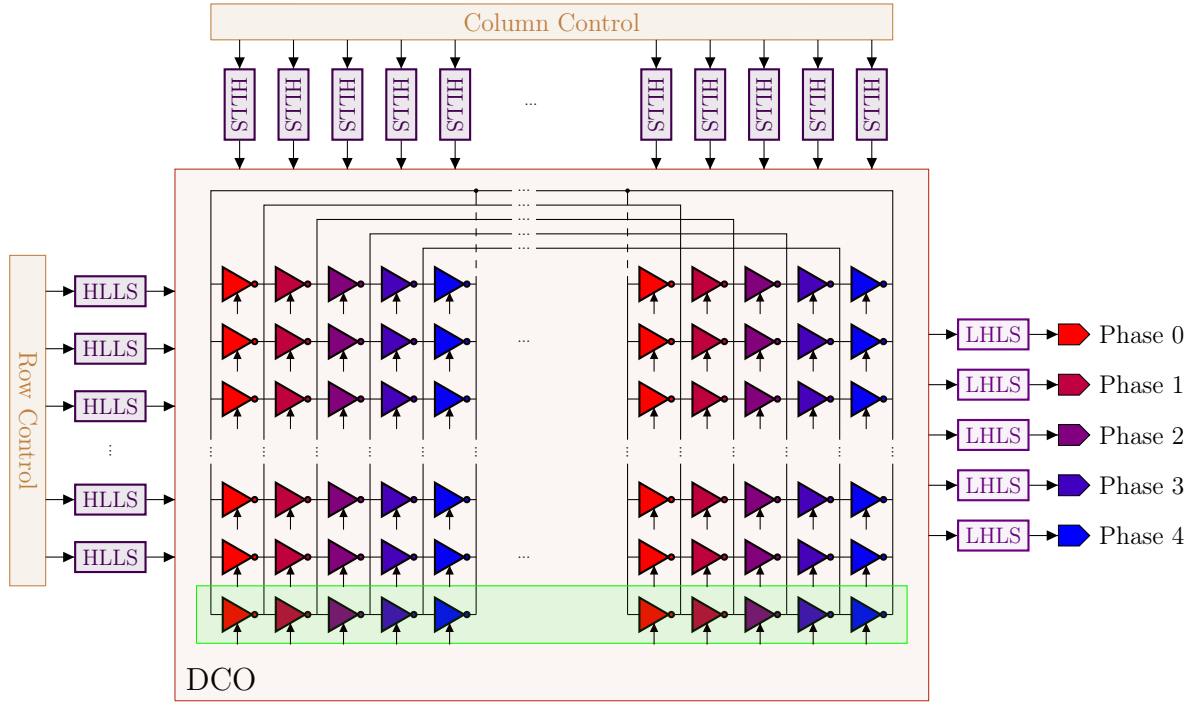 Column Control
HLLS HLLS HLLS HLLS HLLS ... HLLS HLLS HLLS HLLS HLLS
...
...
...
...
...
Row Control
HLLS
HLLS
HLLS
...
HLLS
HLLS
...
... ... ... ... ... ... ... ... ... ...
...
LHLS Phase 0
LHLS Phase 1
LHLS Phase 2
LHLS Phase 3
LHLS Phase 4
DCO